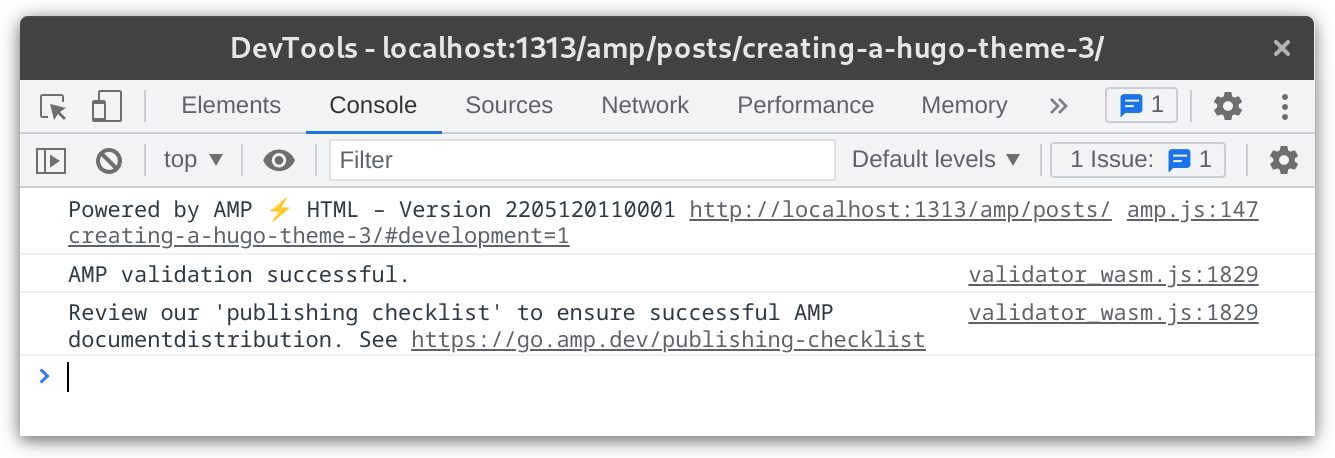 DevTools - localhost:1313/amp/posts/creating-a-hugo-theme-3/
Elements Console Sources Network Performance Memory 1
top Filter Default levels 1 Issue: 1
Powered by AMP ⚡ HTML – Version 2205120110001 http://localhost:1313/amp/posts/ amp.js:147
creating-a-hugo-theme-3/#development=1
AMP validation successful. validator_wasm.js:1829
Review our 'publishing checklist' to ensure successful AMP validator_wasm.js:1829
documentdistribution. See https://go.amp.dev/publishing-checklist